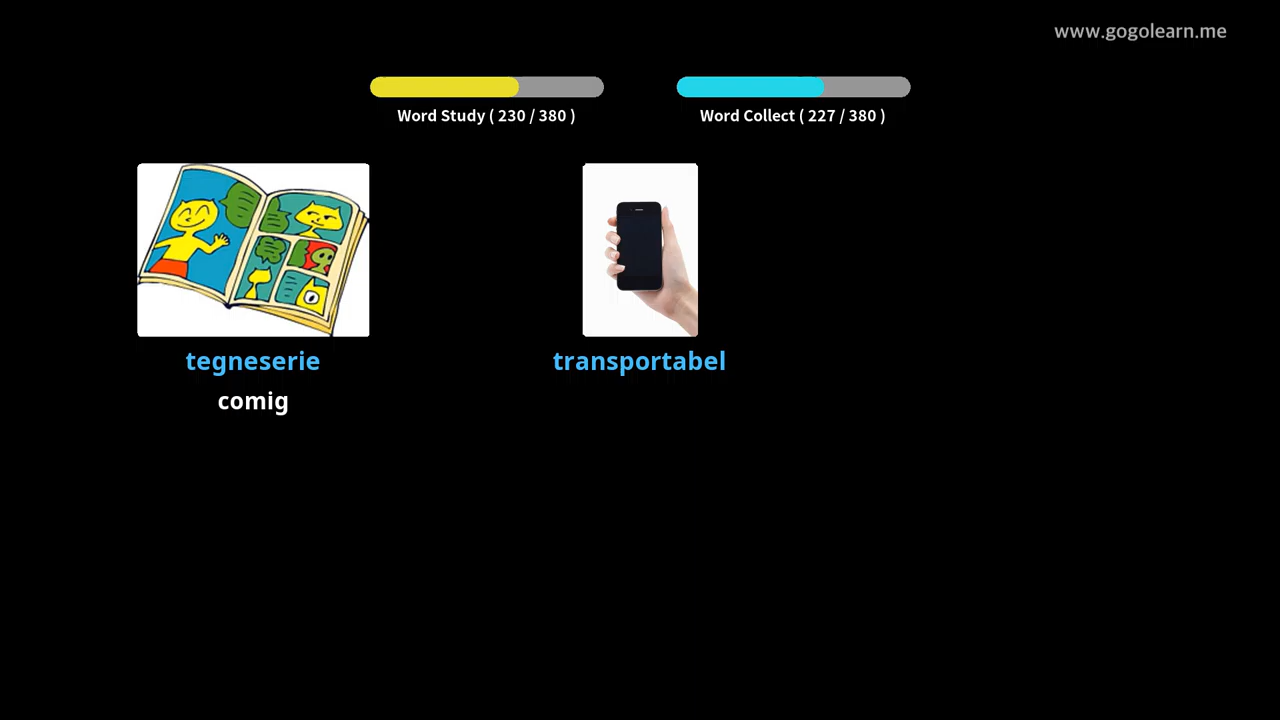 www.gogolearn.me
Word Study ( 230 / 380 )
Word Collect ( 227 / 380 )
tegneserie
transportabel
comig